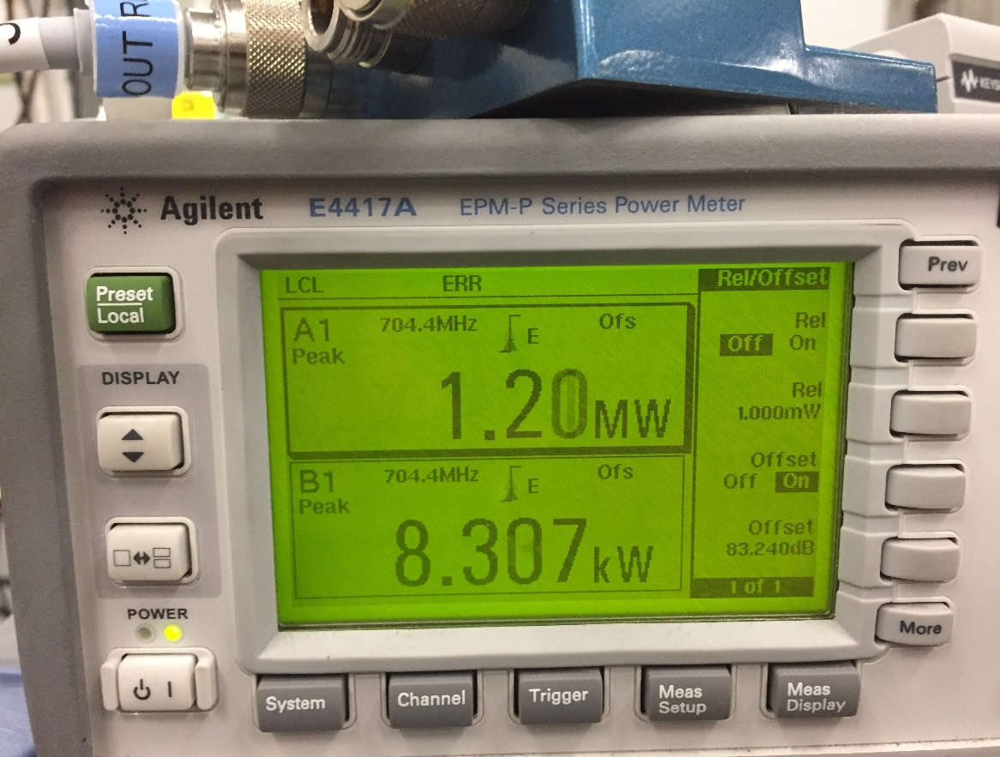 OUT
Agilent E4417A EPM-P Series Power Meter
Preset
Local
DISPLAY
POWER
LCL ERR
A1 704.4MHz E Ofs
Peak
1.20MW
B1 704.4MHz E Ofs
Peak
8.307kW
Rel/Offset
Rel
Off On
Rel
1.000mW
Offset
Off On
Offset
83.240dB
1 of 1
Prev
More
System
Channel
Trigger
Meas
Setup
Meas
Display